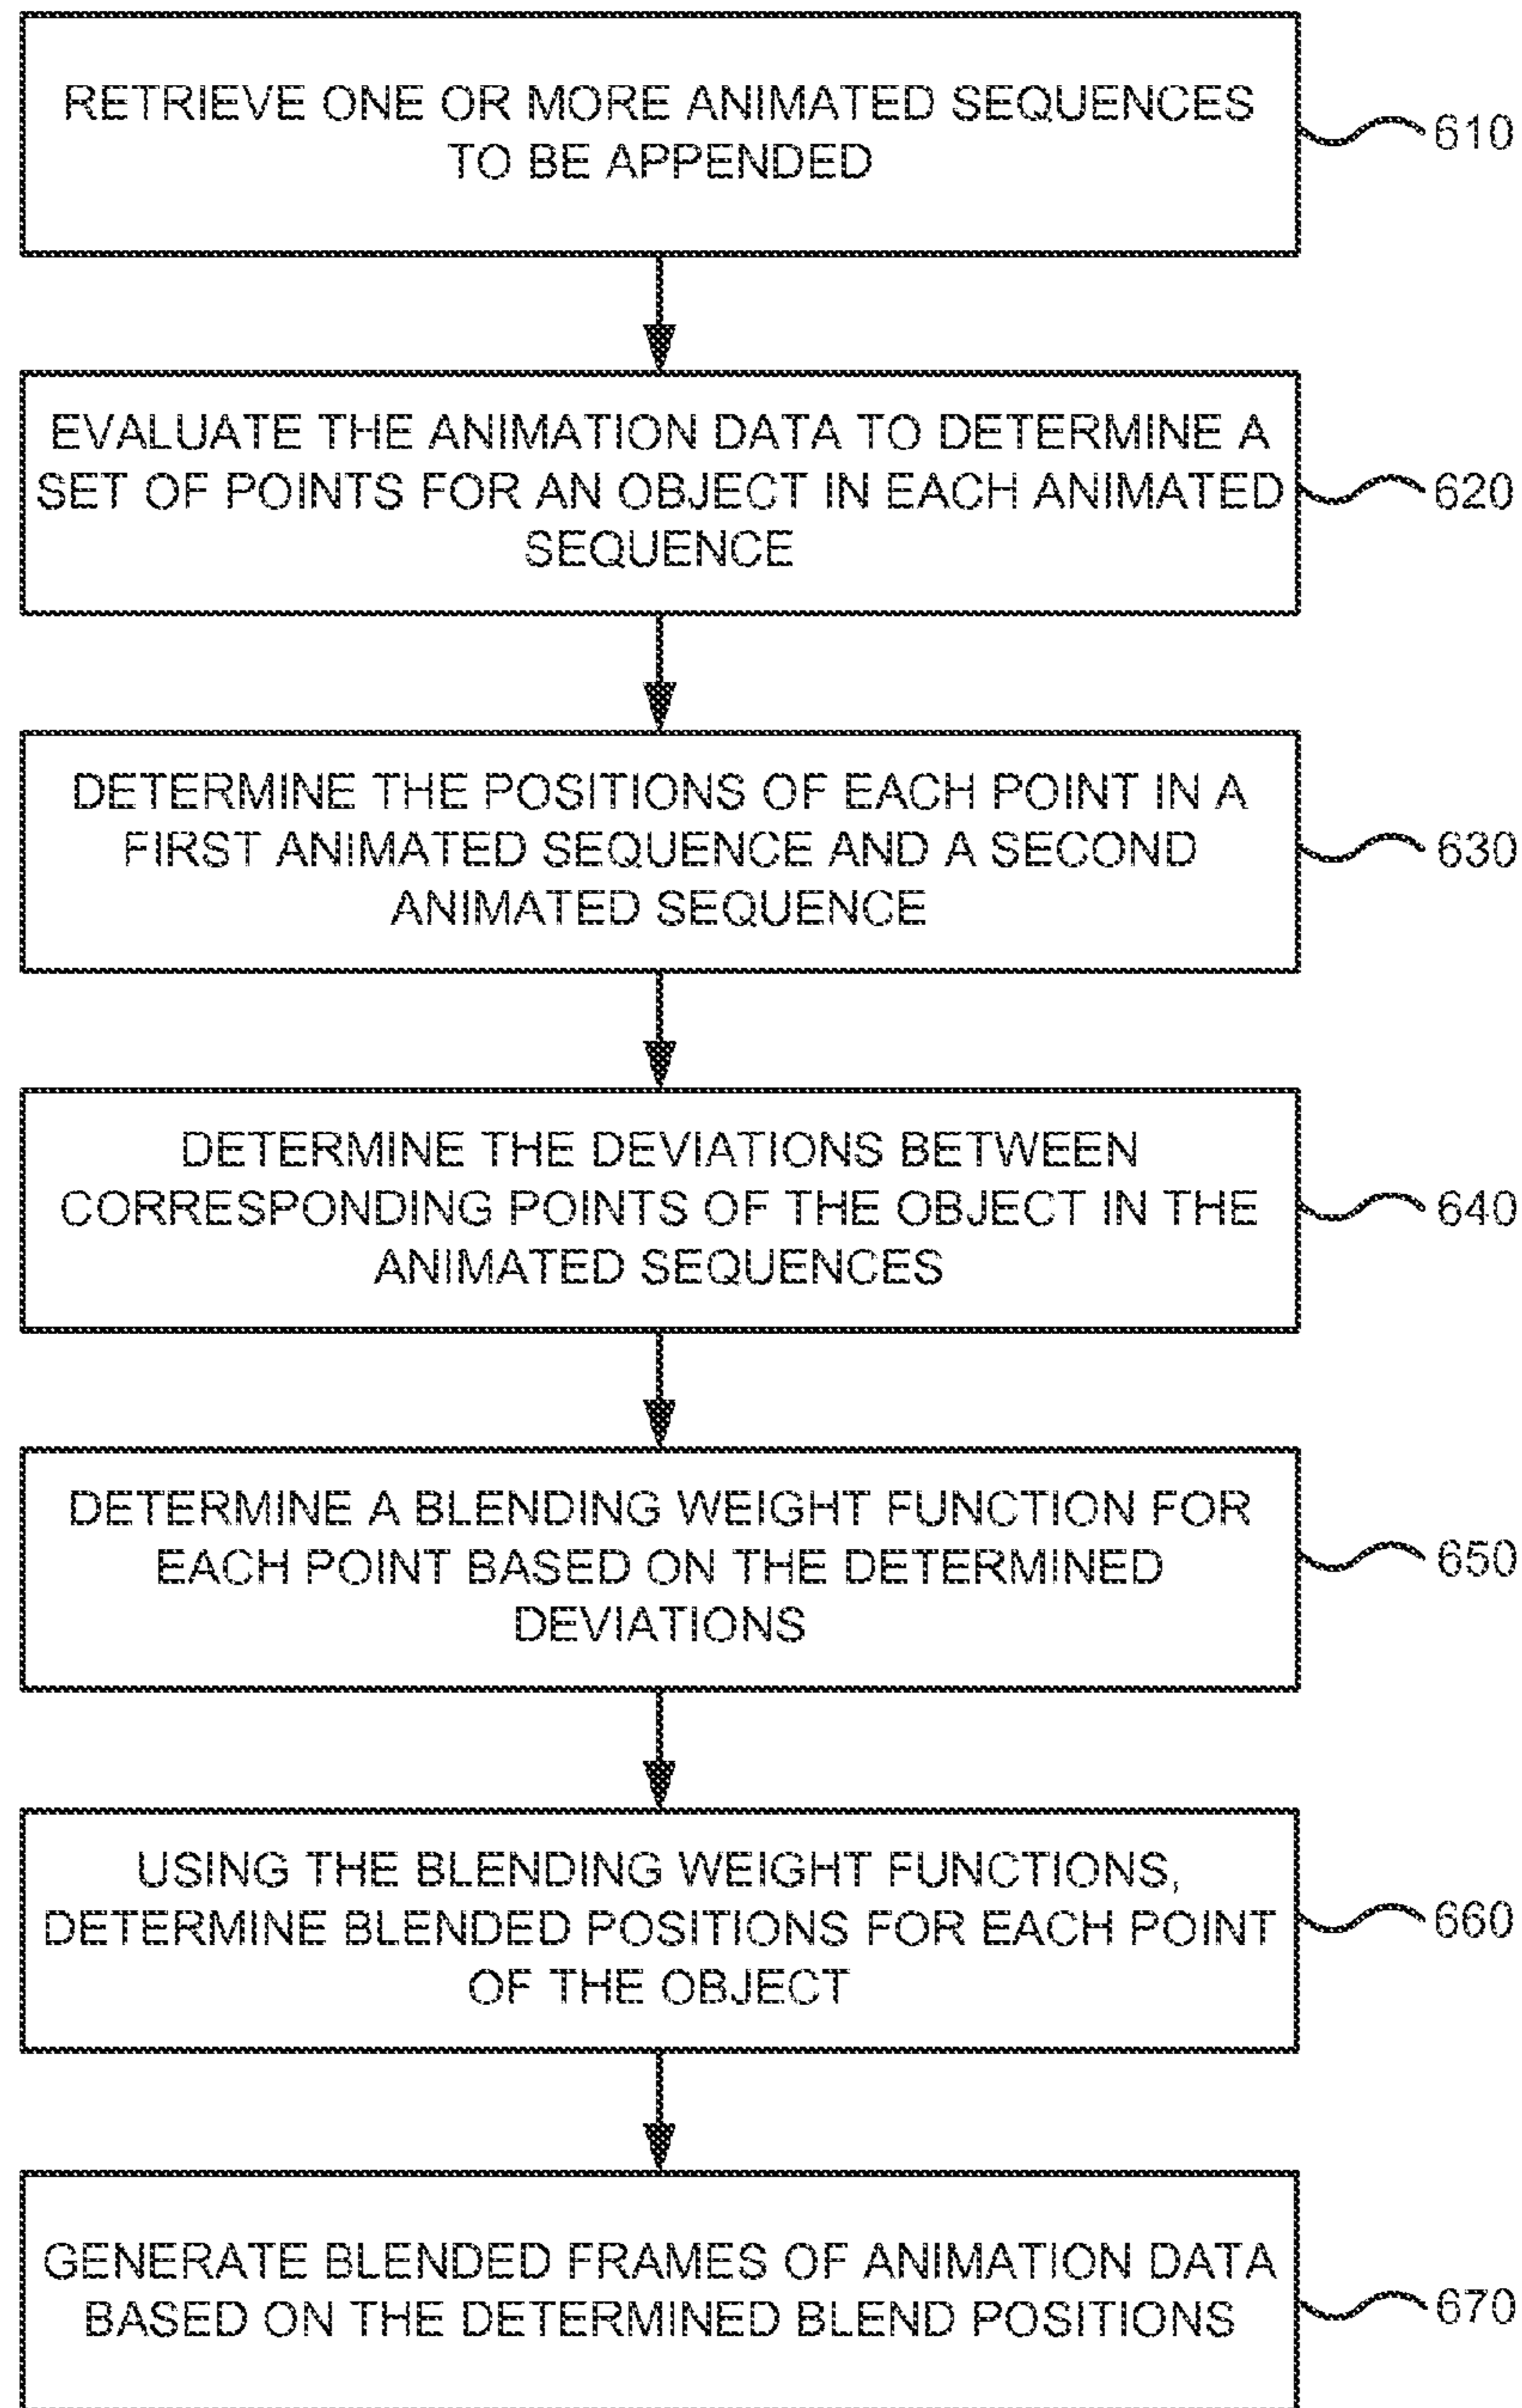 RETRIEVE ONE OR MORE ANIMATED SEQUENCES
TO BE APPENDED
610
EVALUATE THE ANIMATION DATA TO DETERMINE A
SET OF POINTS FOR AN OBJECT IN EACH ANIMATED
SEQUENCE
620
DETERMINE THE POSITIONS OF EACH POINT IN A
FIRST ANIMATED SEQUENCE AND A SECOND
ANIMATED SEQUENCE
630
DETERMINE THE DEVIATIONS BETWEEN
CORRESPONDING POINTS OF THE OBJECT IN THE
ANIMATED SEQUENCES
640
DETERMINE A BLENDING WEIGHT FUNCTION FOR
EACH POINT BASED ON THE DETERMINED
DEVIATIONS
650
USING THE BLENDING WEIGHT FUNCTIONS,
DETERMINE BLENDED POSITIONS FOR EACH POINT
OF THE OBJECT
660
GENERATE BLENDED FRAMES OF ANIMATION DATA
BASED ON THE DETERMINED BLEND POSITIONS
670